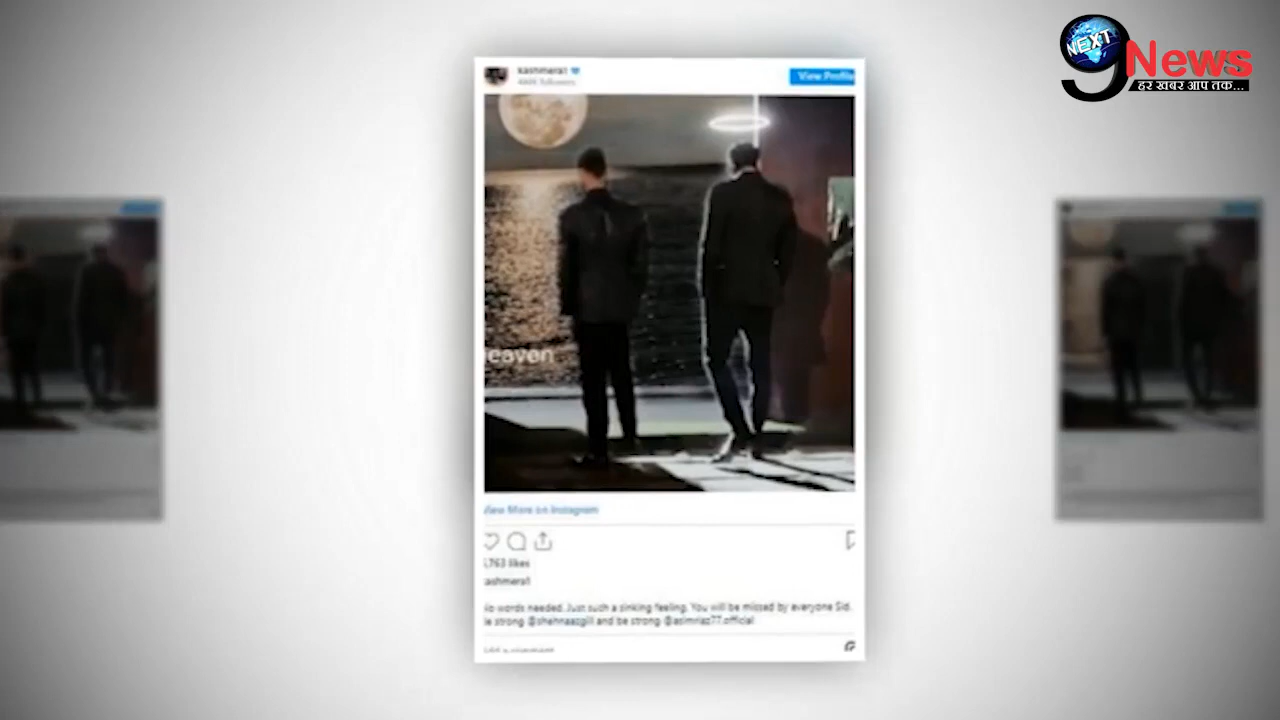 NEXT
9 News
हर खबर आप तक...
kashmera1
View Profile
eaven
View More on Instagram
,763 likes
ashmera1
o words needed. Just such a sinking feeling. You will be missed by everyone Sid.
e strong @shehnaazgill and be strong @asimriaz77.official